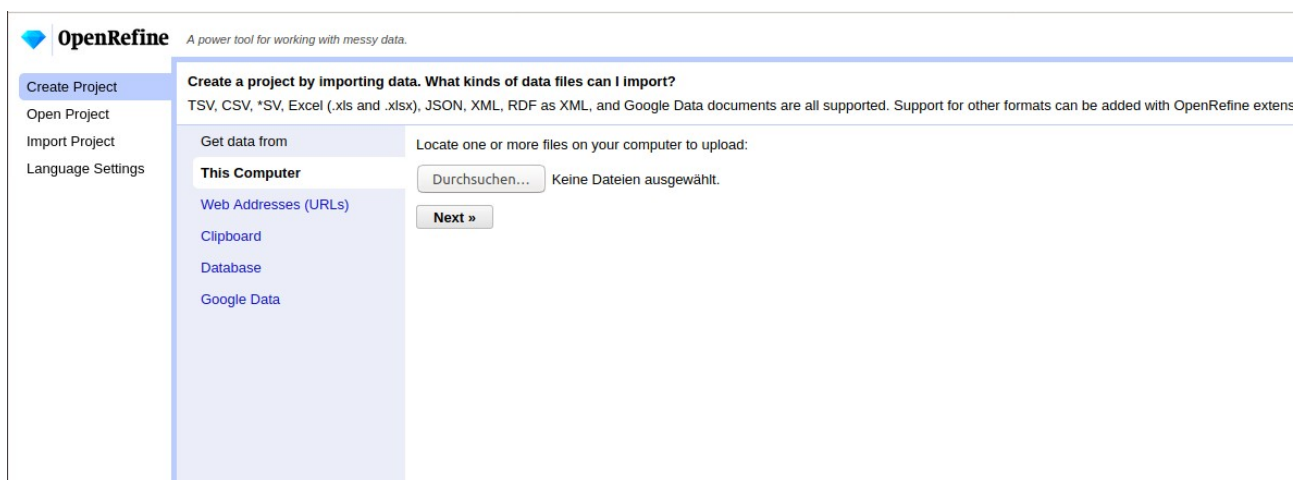 OpenRefine A power tool for working with messy data.
Create Project
Open Project
Import Project
Language Settings
Create a project by importing data. What kinds of data files can I import?
TSV, CSV, *SV, Excel (.xls and .xlsx), JSON, XML, RDF as XML, and Google Data documents are all supported. Support for other formats can be added with OpenRefine extens
Get data from
This Computer
Web Addresses (URLs)
Clipboard
Database
Google Data
Locate one or more files on your computer to upload:
Durchsuchen... Keine Dateien ausgewählt.
Next »